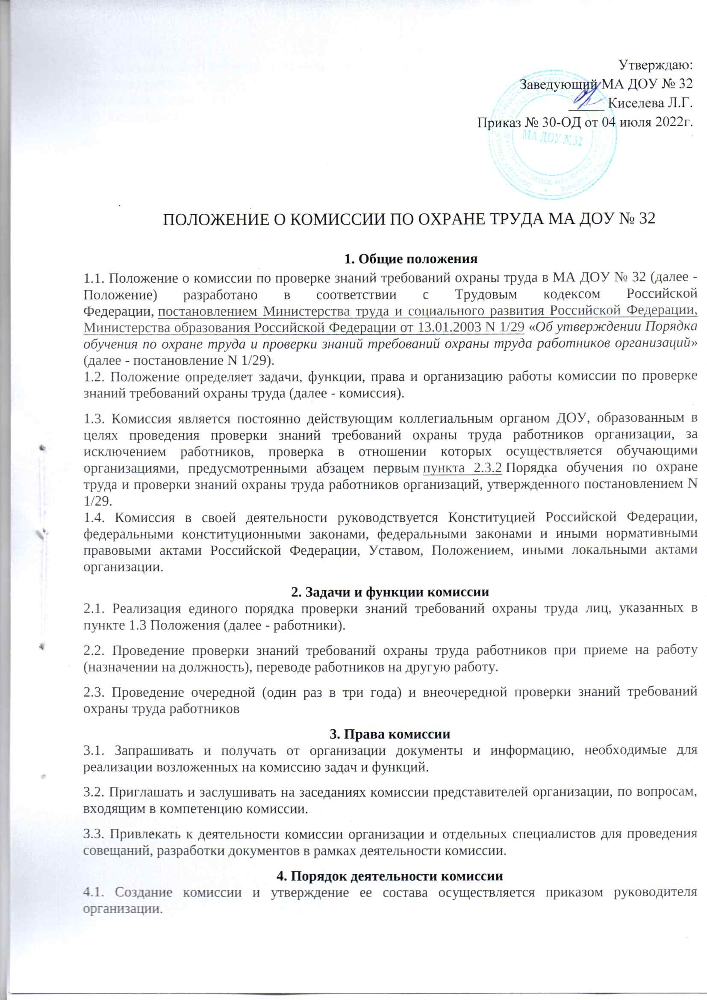 Утверждаю:
Заведующий МА ДОУ № 32
______ Киселева Л.Г.
Приказ № 30-ОД от 04 июля 2022г.
МА ДОУ №32
ПОЛОЖЕНИЕ О КОМИССИИ ПО ОХРАНЕ ТРУДА МА ДОУ № 32
1. Общие положения
1.1. Положение о комиссии по проверке знаний требований охраны труда в МА ДОУ № 32 (далее -
Положение) разработано в соответствии с Трудовым кодексом Российской
Федерации, постановлением Министерства труда и социального развития Российской Федерации,
Министерства образования Российской Федерации от 13.01.2003 N 1/29 «Об утверждении Порядка
обучения по охране труда и проверки знаний требований охраны труда работников организаций»
(далее - постановление N 1/29).
1.2. Положение определяет задачи, функции, права и организацию работы комиссии по проверке
знаний требований охраны труда (далее - комиссия).
1.3. Комиссия является постоянно действующим коллегиальным органом ДОУ, образованным в
целях проведения проверки знаний требований охраны труда работников организации, за
исключением работников, проверка в отношении которых осуществляется обучающими
организациями, предусмотренными абзацем первым пункта 2.3.2 Порядка обучения по охране
труда и проверки знаний охраны труда работников организаций, утвержденного постановлением N
1/29.
1.4. Комиссия в своей деятельности руководствуется Конституцией Российской Федерации,
федеральными конституционными законами, федеральными законами и иными нормативными
правовыми актами Российской Федерации, Уставом, Положением, иными локальными актами
организации.
2. Задачи и функции комиссии
2.1. Реализация единого порядка проверки знаний требований охраны труда лиц, указанных в
пункте 1.3 Положения (далее - работники).
2.2. Проведение проверки знаний требований охраны труда работников при приеме на работу
(назначении на должность), переводе работников на другую работу.
2.3. Проведение очередной (один раз в три года) и внеочередной проверки знаний требований
охраны труда работников
3. Права комиссии
3.1. Запрашивать и получать от организации документы и информацию, необходимые для
реализации возложенных на комиссию задач и функций.
3.2. Приглашать и заслушивать на заседаниях комиссии представителей организации, по вопросам,
входящим в компетенцию комиссии.
3.3. Привлекать к деятельности комиссии организации и отдельных специалистов для проведения
совещаний, разработки документов в рамках деятельности комиссии.
4. Порядок деятельности комиссии
4.1. Создание комиссии и утверждение ее состава осуществляется приказом руководителя
организации.